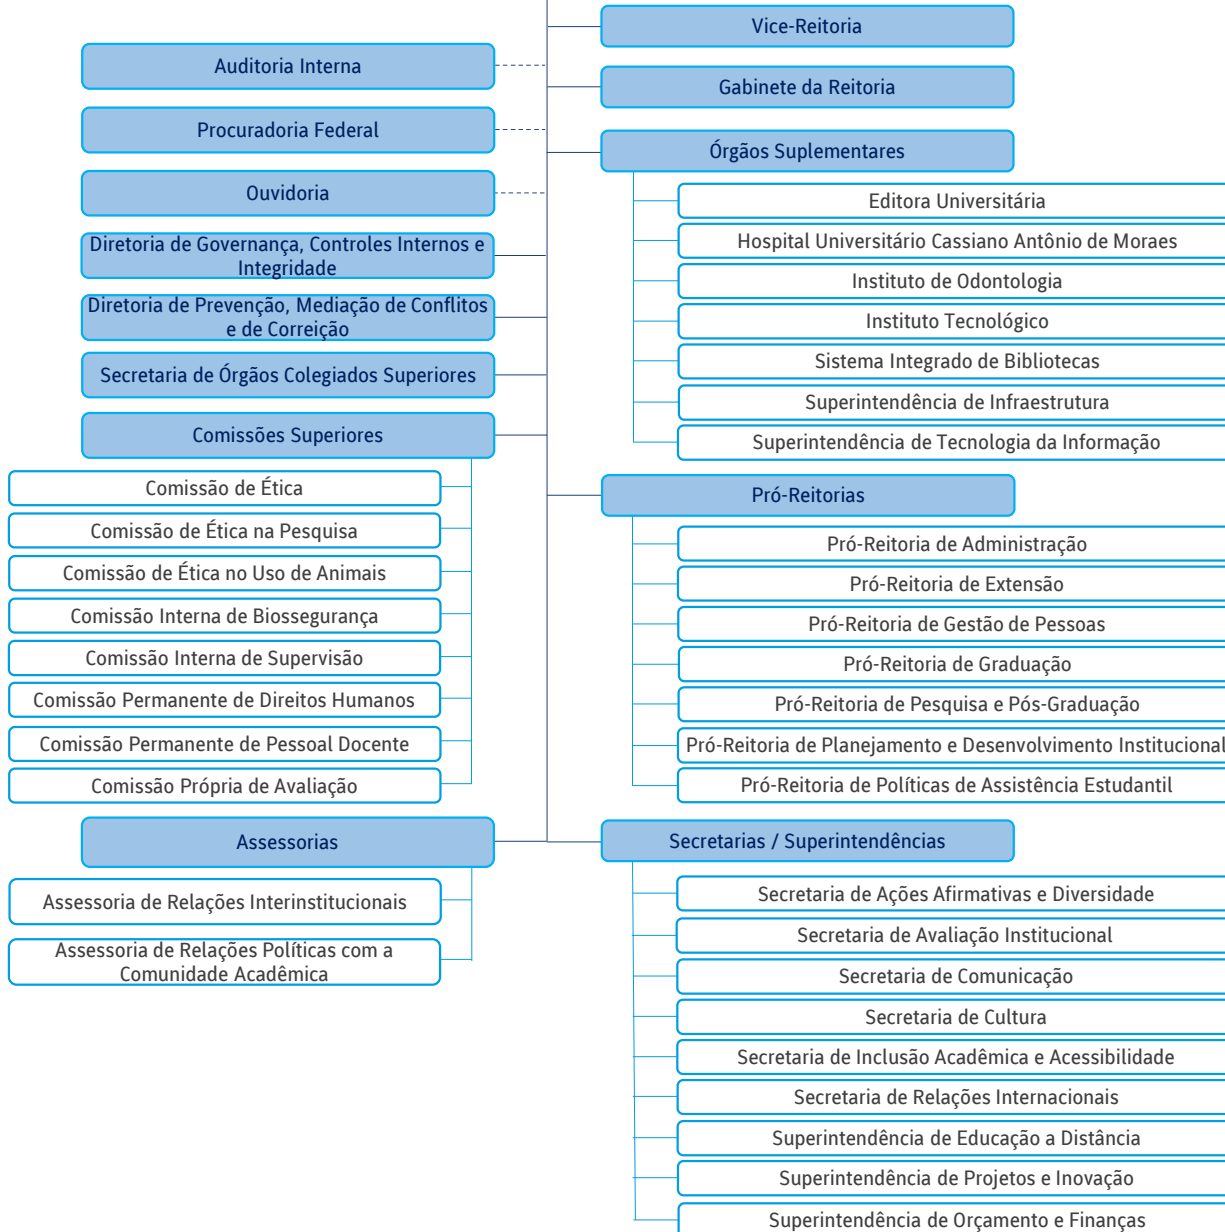 Auditoria Interna
Procuradoria Federal
Ouvidoria
Diretoria de Governança, Controles Internos e
Integridade
Diretoria de Prevenção, Mediação de Conflitos
e de Correição
Secretaria de Órgãos Colegiados Superiores
Comissões Superiores
Comissão de Ética
Comissão de Ética na Pesquisa
Comissão de Ética no Uso de Animais
Comissão Interna de Biossegurança
Comissão Interna de Supervisão
Comissão Permanente de Direitos Humanos
Comissão Permanente de Pessoal Docente
Comissão Própria de Avaliação
Assessorias
Assessoria de Relações Interinstitucionais
Assessoria de Relações Políticas com a
Comunidade Acadêmica
Vice-Reitoria
Gabinete da Reitoria
Órgãos Suplementares
Editora Universitária
Hospital Universitário Cassiano Antônio de Moraes
Instituto de Odontologia
Instituto Tecnológico
Sistema Integrado de Bibliotecas
Superintendência de Infraestrutura
Superintendência de Tecnologia da Informação
Pró-Reitorias
Pró-Reitoria de Administração
Pró-Reitoria de Extensão
Pró-Reitoria de Gestão de Pessoas
Pró-Reitoria de Graduação
Pró-Reitoria de Pesquisa e Pós-Graduação
Pró-Reitoria de Planejamento e Desenvolvimento Institucional
Pró-Reitoria de Políticas de Assistência Estudantil
Secretarias / Superintendências
Secretaria de Ações Afirmativas e Diversidade
Secretaria de Avaliação Institucional
Secretaria de Comunicação
Secretaria de Cultura
Secretaria de Inclusão Acadêmica e Acessibilidade
Secretaria de Relações Internacionais
Superintendência de Educação a Distância
Superintendência de Projetos e Inovação
Superintendência de Orçamento e Finanças